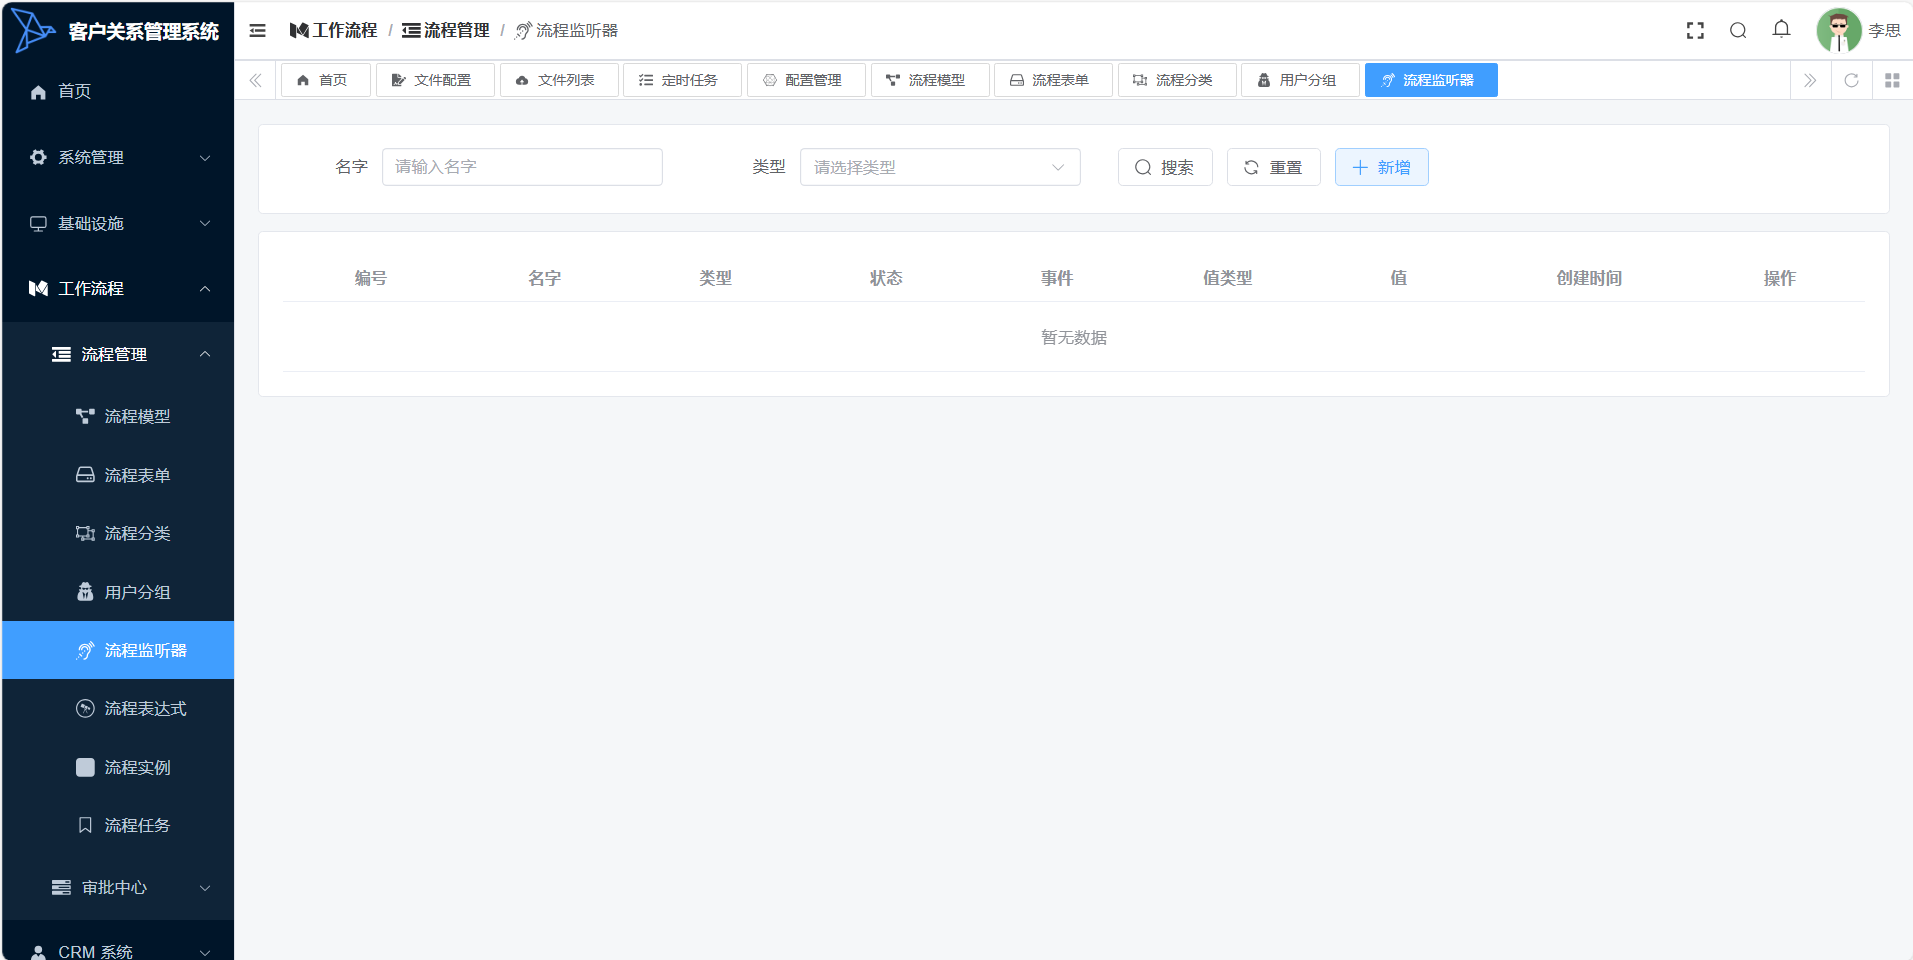 客户关系管理系统
工作流程 / 流程管理 / 流程监听器
李思
首页
文件配置
文件列表
定时任务
配置管理
流程模型
流程表单
流程分类
用户分组
流程监听器
首页
系统管理
基础设施
工作流程
流程管理
流程模型
流程表单
流程分类
用户分组
流程监听器
流程表达式
流程实例
流程任务
审批中心
CRM 系统
名字 请输入名字 类型 请选择类型 搜索 重置 新增
编号 名字 类型 状态 事件 值类型 值 创建时间 操作
暂无数据